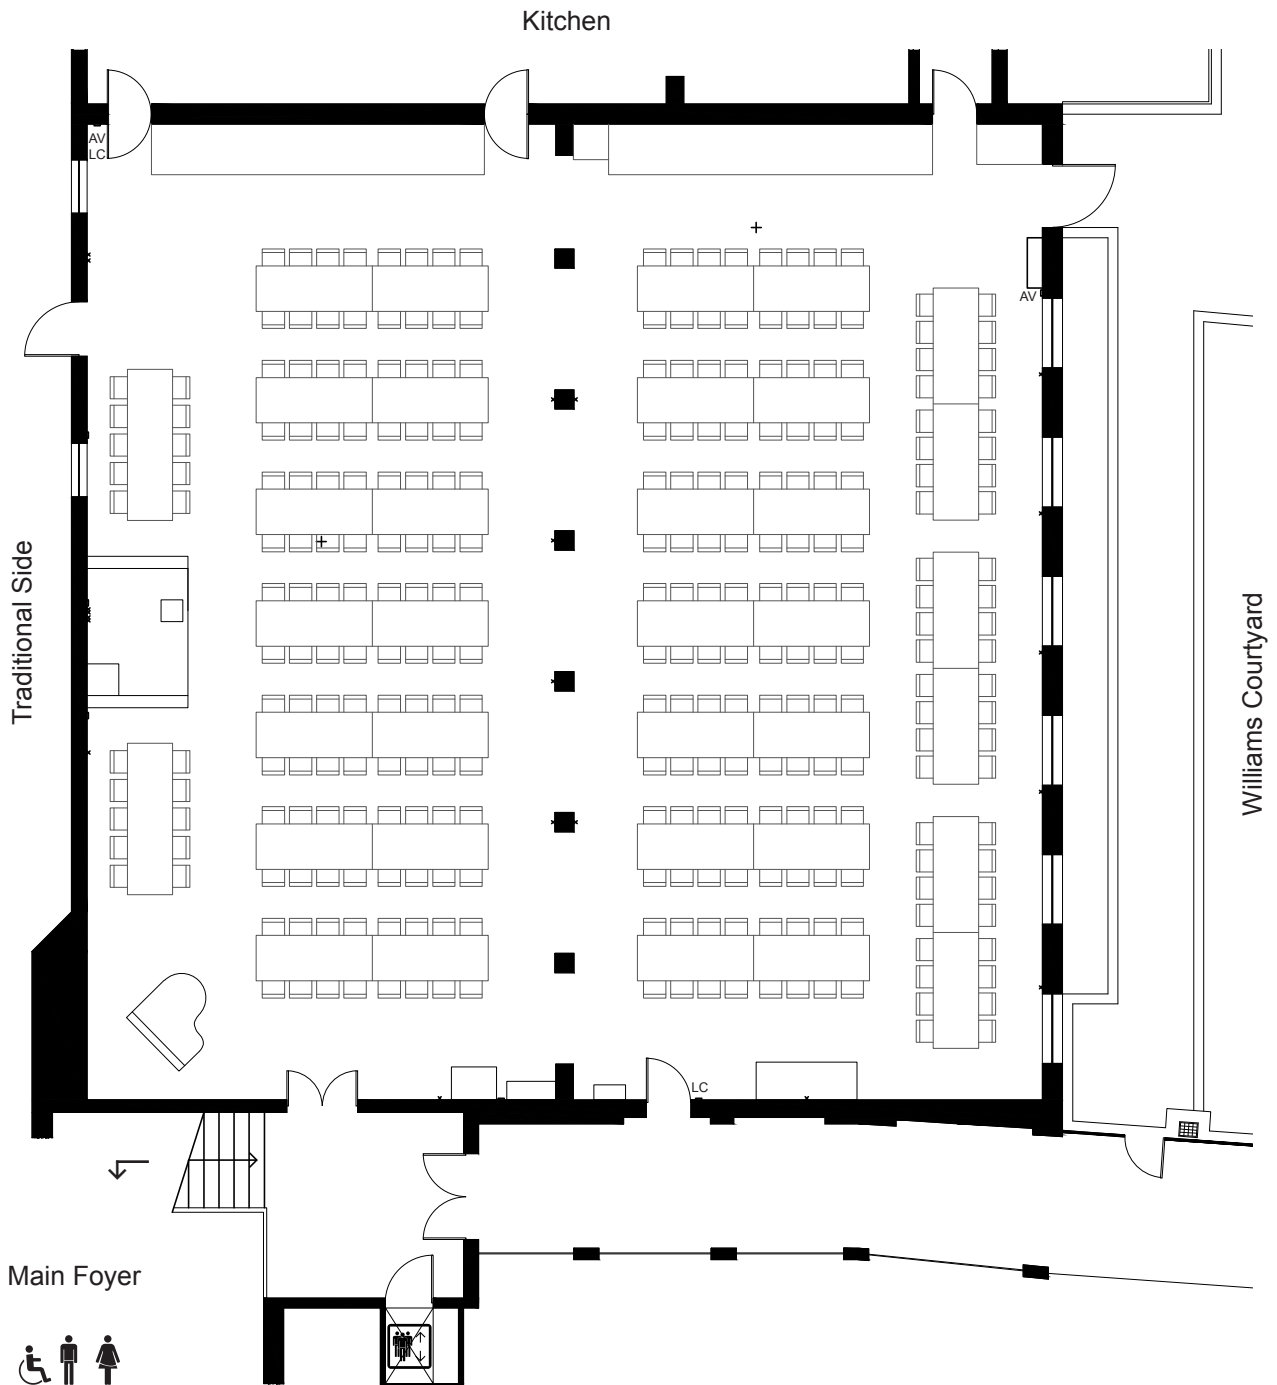 Kitchen
AV
LC
AV
Traditional Side
Williams Courtyard
LC
Main Foyer